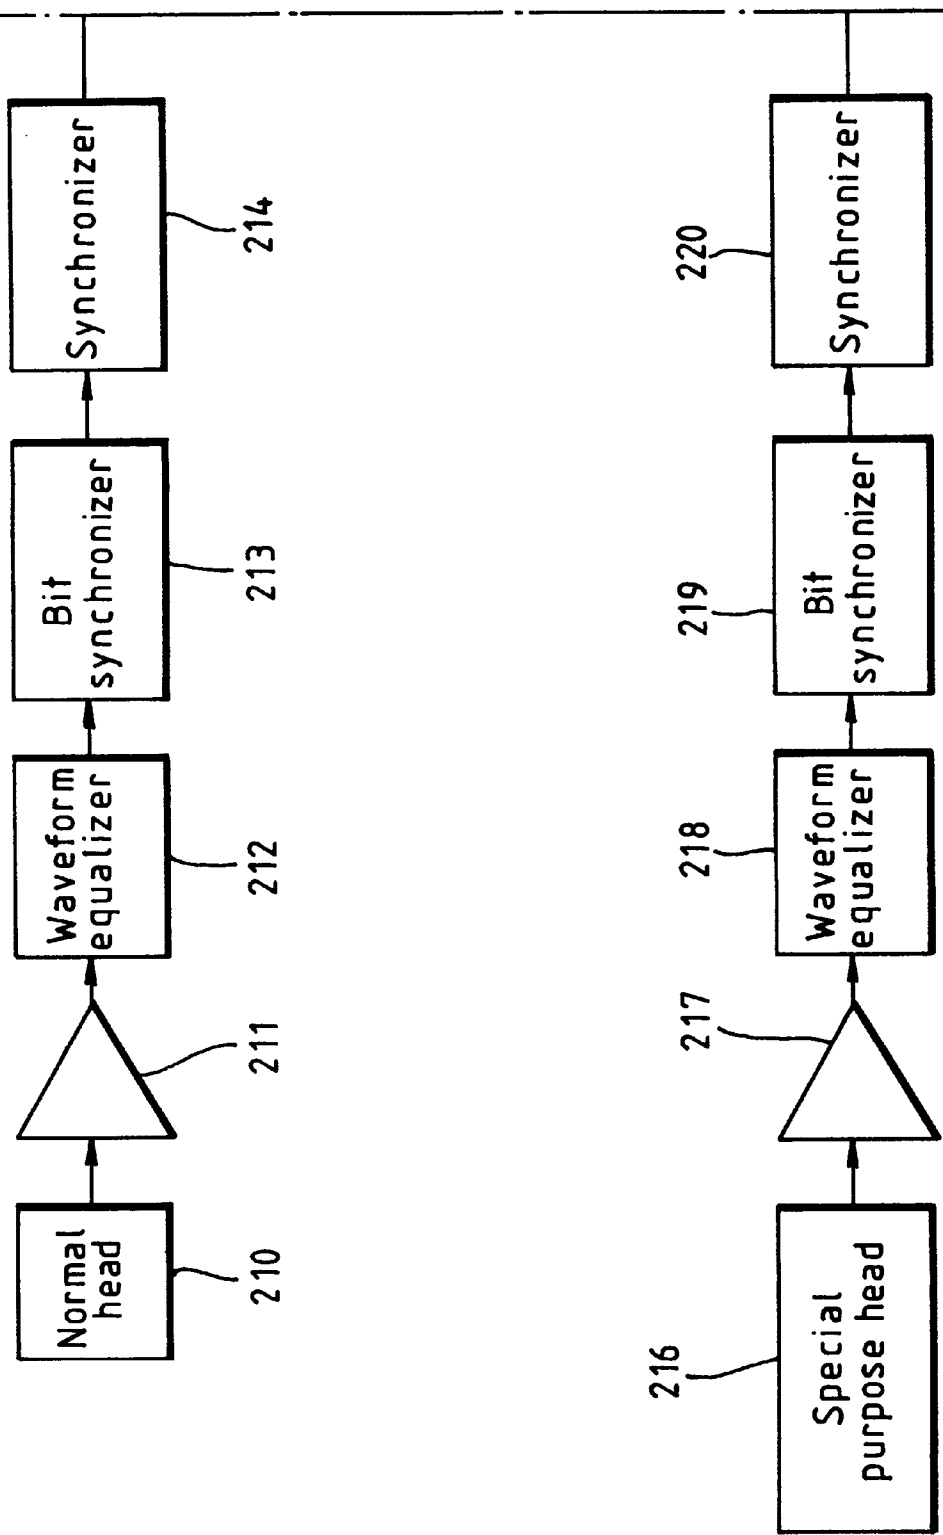 Normal
head
210
211
Waveform
equalizer
212
Bit
synchronizer
213
Synchronizer
214
Special
purpose head
216
217
Waveform
equalizer
218
Bit
synchronizer
219
Synchronizer
220